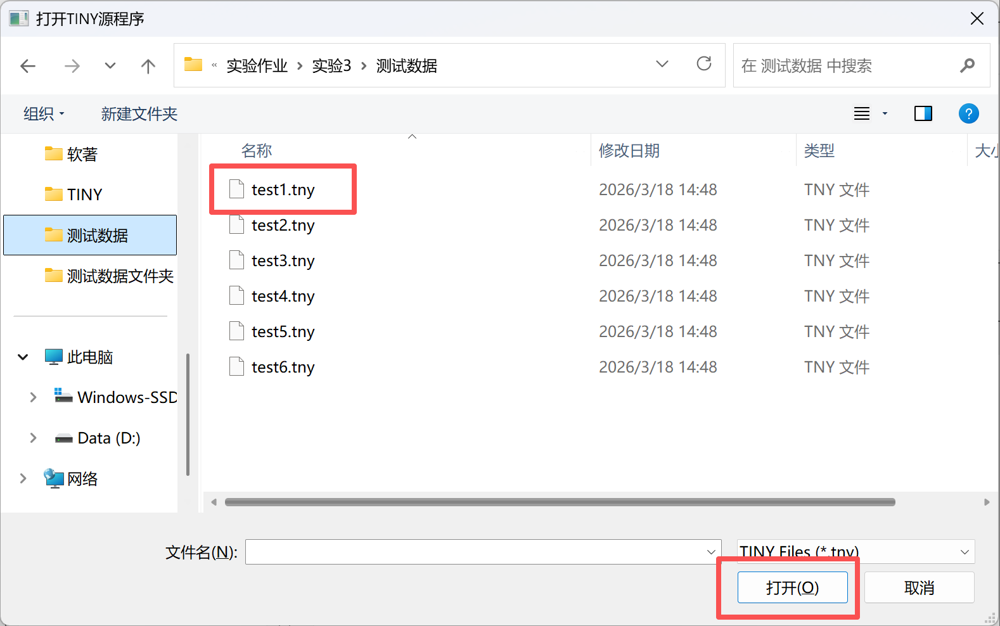 打开TINY源程序
« 实验作业 › 实验3 › 测试数据
在 测试数据 中搜索
组织 新建文件夹
?
软著
TINY
测试数据
测试数据文件夹
此电脑
Windows-SSD
Data (D:)
网络
名称 修改日期 类型 大小
test1.tny 2026/3/18 14:48 TNY 文件
test2.tny 2026/3/18 14:48 TNY 文件
test3.tny 2026/3/18 14:48 TNY 文件
test4.tny 2026/3/18 14:48 TNY 文件
test5.tny 2026/3/18 14:48 TNY 文件
test6.tny 2026/3/18 14:48 TNY 文件
文件名(N): TINY Files (*.tny)
打开(O) 取消